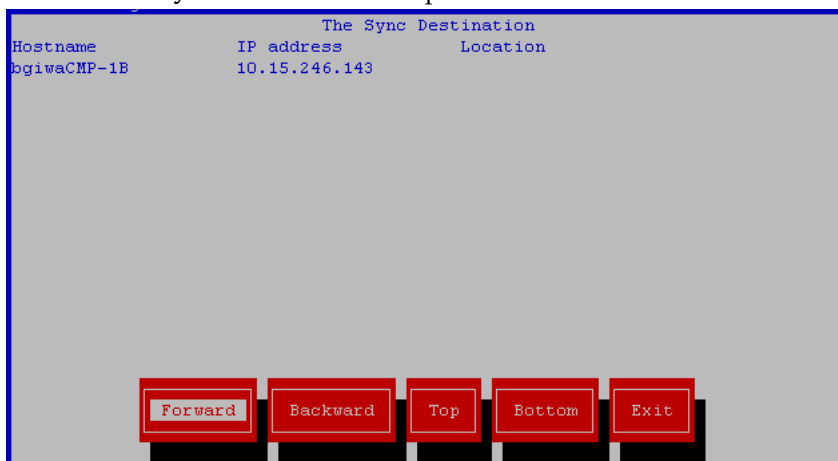 The Sync Destination
Hostname IP address Location
bgiwaCMP-1B 10.15.246.143
Forward Backward Top Bottom Exit